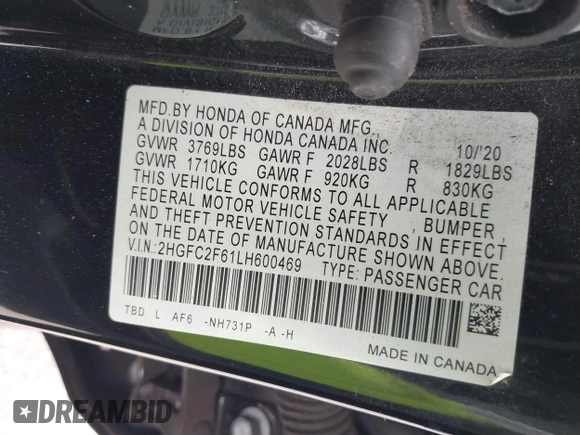 MFD.BY HONDA OF CANADA MFG.
A DIVISION OF HONDA CANADA INC. 10/'20
GVWR 3769LBS GAWR F 2028LBS R 1829LBS
GVWR 1710KG GAWR F 920KG R 830KG
THIS VEHICLE CONFORMS TO ALL APPLICABLE
FEDERAL MOTOR VEHICLE SAFETY , BUMPER ,
AND THEFT PREVENTION STANDARDS IN EFFECT
ON THE DATE OF MANUFACTURE SHOWN ABOVE.
V.I.N.:2HGFC2F61LH600469 TYPE: PASSENGER CAR
TBD L AF6 -NH731P -A -H
MADE IN CANADA
DREAMBID